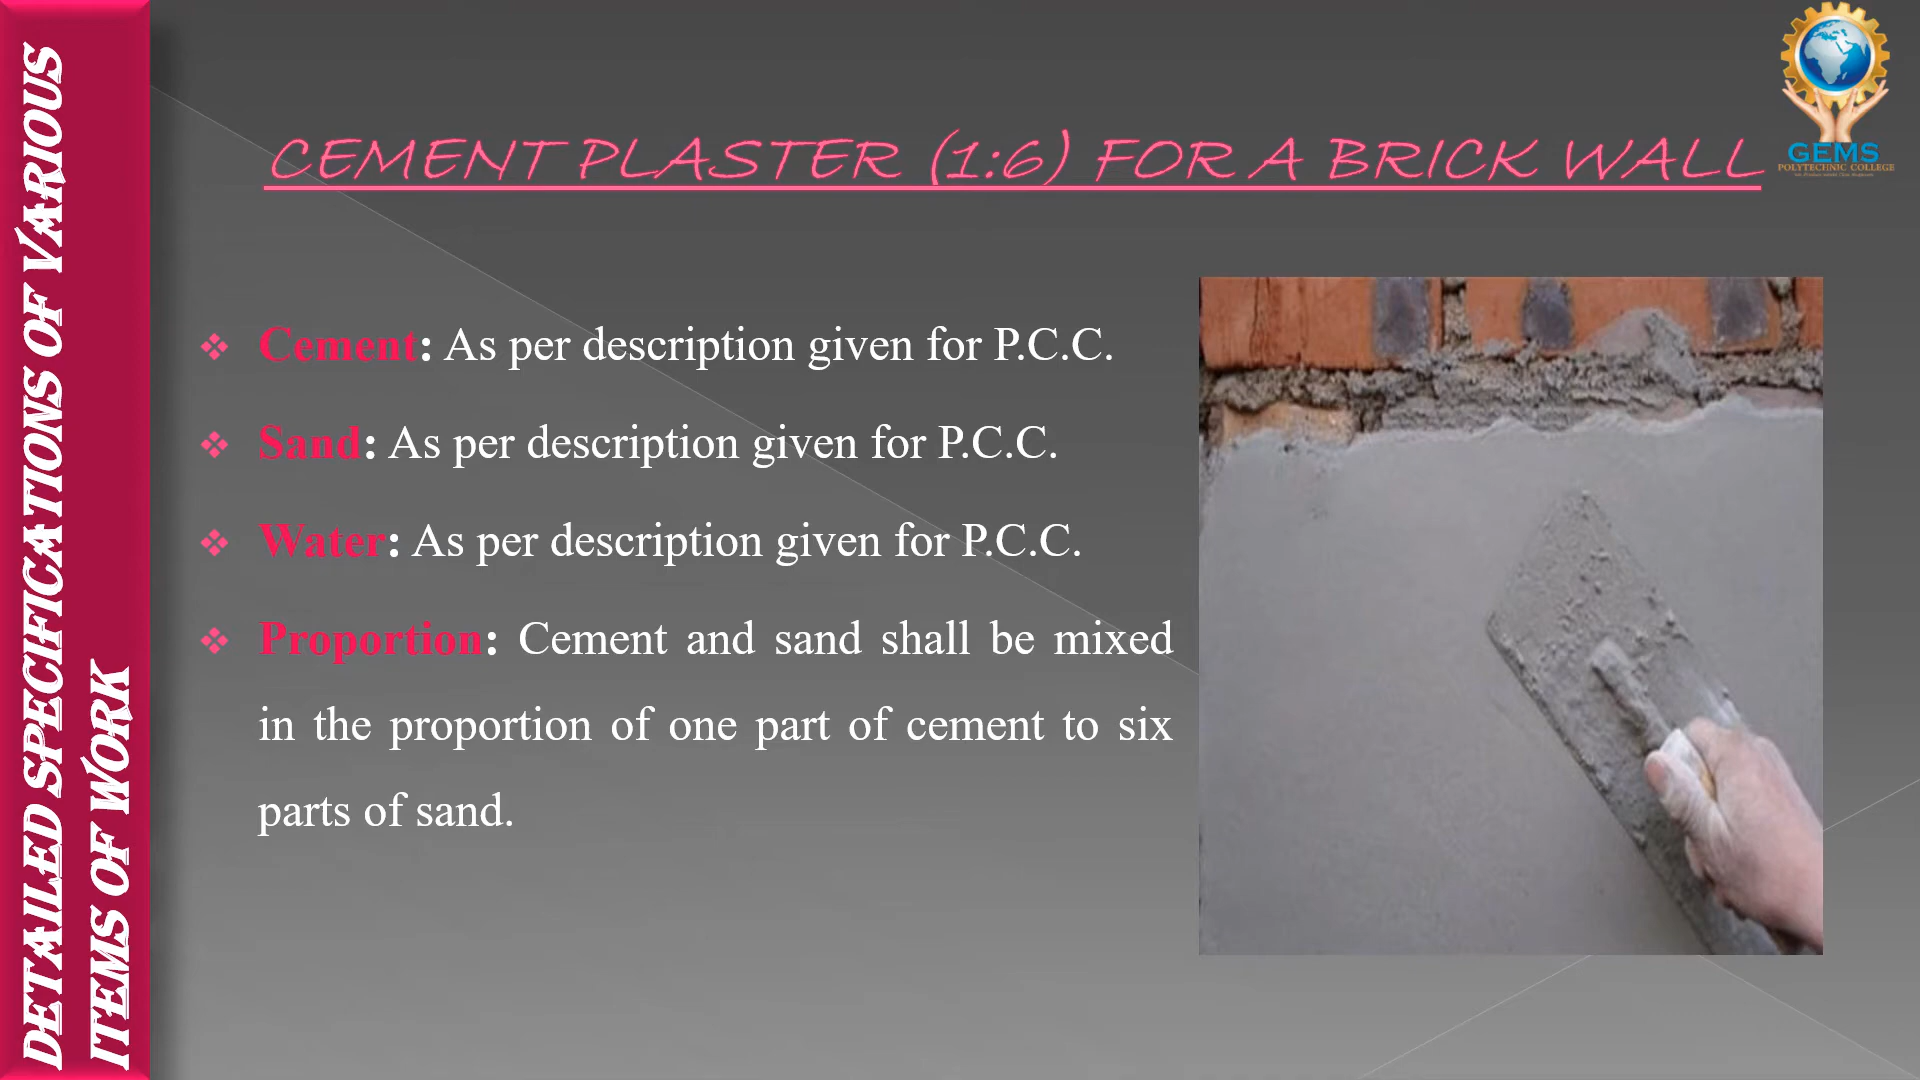 DETAILED SPECIFICATIONS OF VARIOUS
ITEMS OF WORK
CEMENT PLASTER (1:6) FOR A BRICK WALL
GEMS
POLYTECHNIC COLLEGE
❖ Cement: As per description given for P.C.C.
❖ Sand: As per description given for P.C.C.
❖ Water: As per description given for P.C.C.
❖ Proportion: Cement and sand shall be mixed
in the proportion of one part of cement to six
parts of sand.